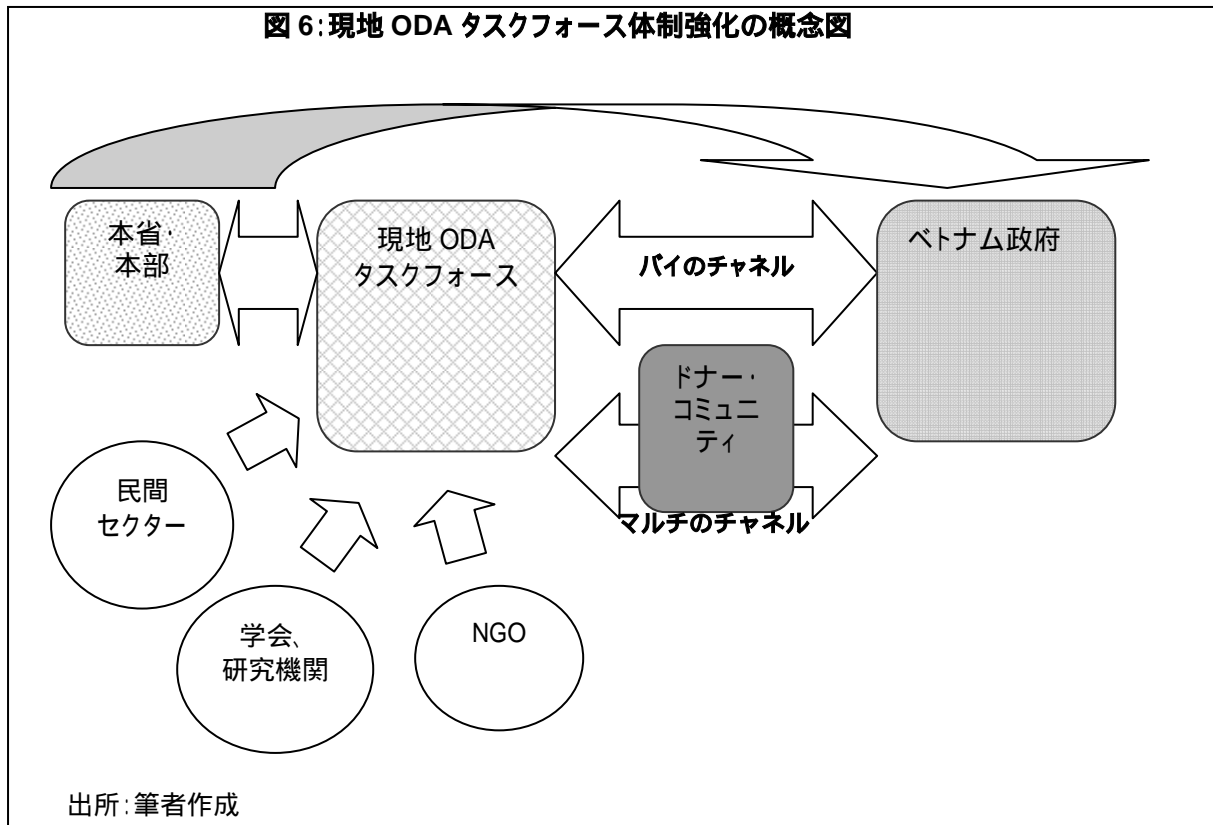 図 6:現地 ODA タスクフォース体制強化の概念図
本省・
本部
現地 ODA
タスクフォース
バイのチャネル
ベトナム政府
ドナー・
コミュニ
ティ
マルチのチャネル
民間
セクター
学会、
研究機関
NGO
出所:筆者作成